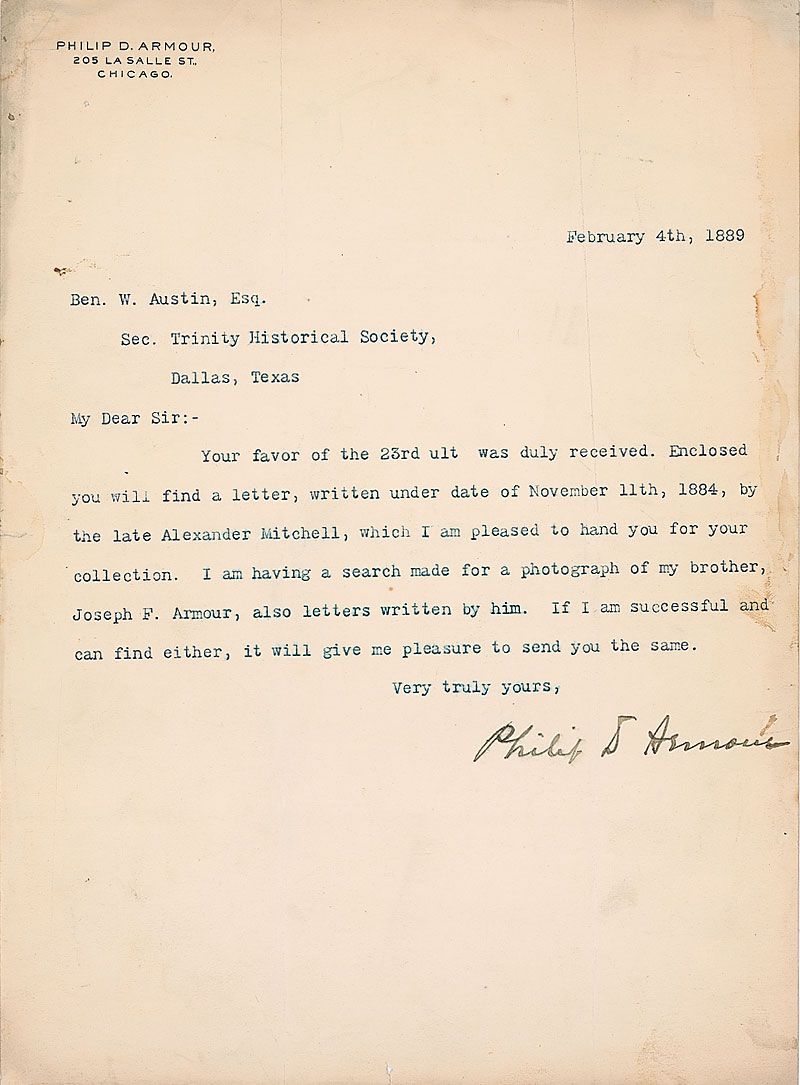 PHILIP D. ARMOUR,
205 LA SALLE ST.,
CHICAGO.
February 4th, 1889
Ben. W. Austin, Esq.
Sec. Trinity Historical Society,
Dallas, Texas
My Dear Sir:-
Your favor of the 23rd ult was duly received. Enclosed
you will find a letter, written under date of November 11th, 1884, by
the late Alexander Mitchell, which I am pleased to hand you for your
collection. I am having a search made for a photograph of my brother,
Joseph F. Armour, also letters written by him. If I am successful and
can find either, it will give me pleasure to send you the same.
Very truly yours,
Philip D Armour